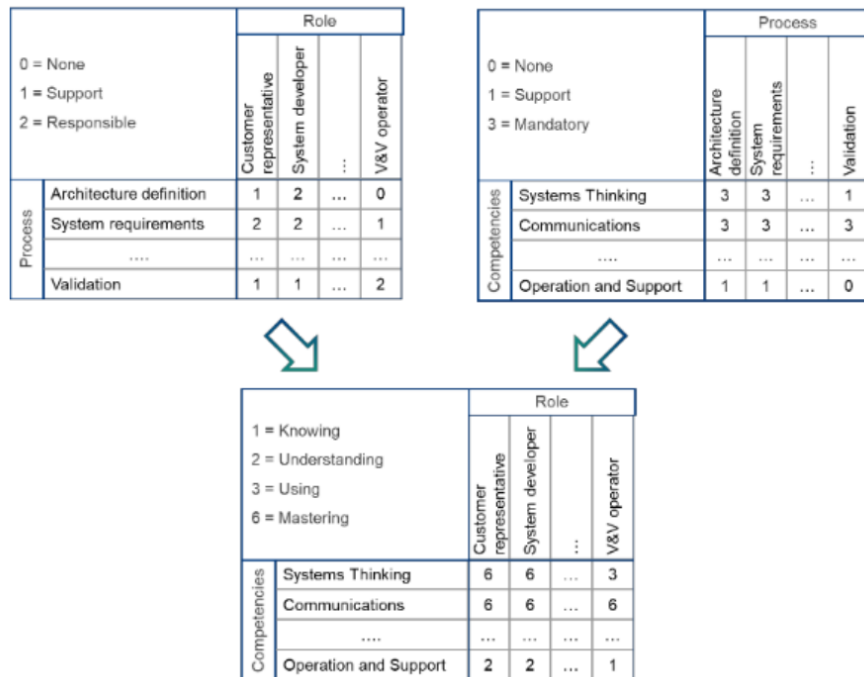 Role
0 = None
1 = Support
2 = Responsible
Customer representative
System developer
...
V&V operator
Process
Architecture definition 1 2 ... 0
System requirements 2 2 ... 1
.... ... ... ... ...
Validation 1 1 ... 2
Process
0 = None
1 = Support
3 = Mandatory
Architecture definition
System requirements
...
Validation
Competencies
Systems Thinking 3 3 ... 1
Communications 3 3 ... 3
.... ... ... ... ...
Operation and Support 1 1 ... 0
Role
1 = Knowing
2 = Understanding
3 = Using
6 = Mastering
Customer representative
System developer
...
V&V operator
Competencies
Systems Thinking 6 6 ... 3
Communications 6 6 ... 6
.... ... ... ... ...
Operation and Support 2 2 ... 1